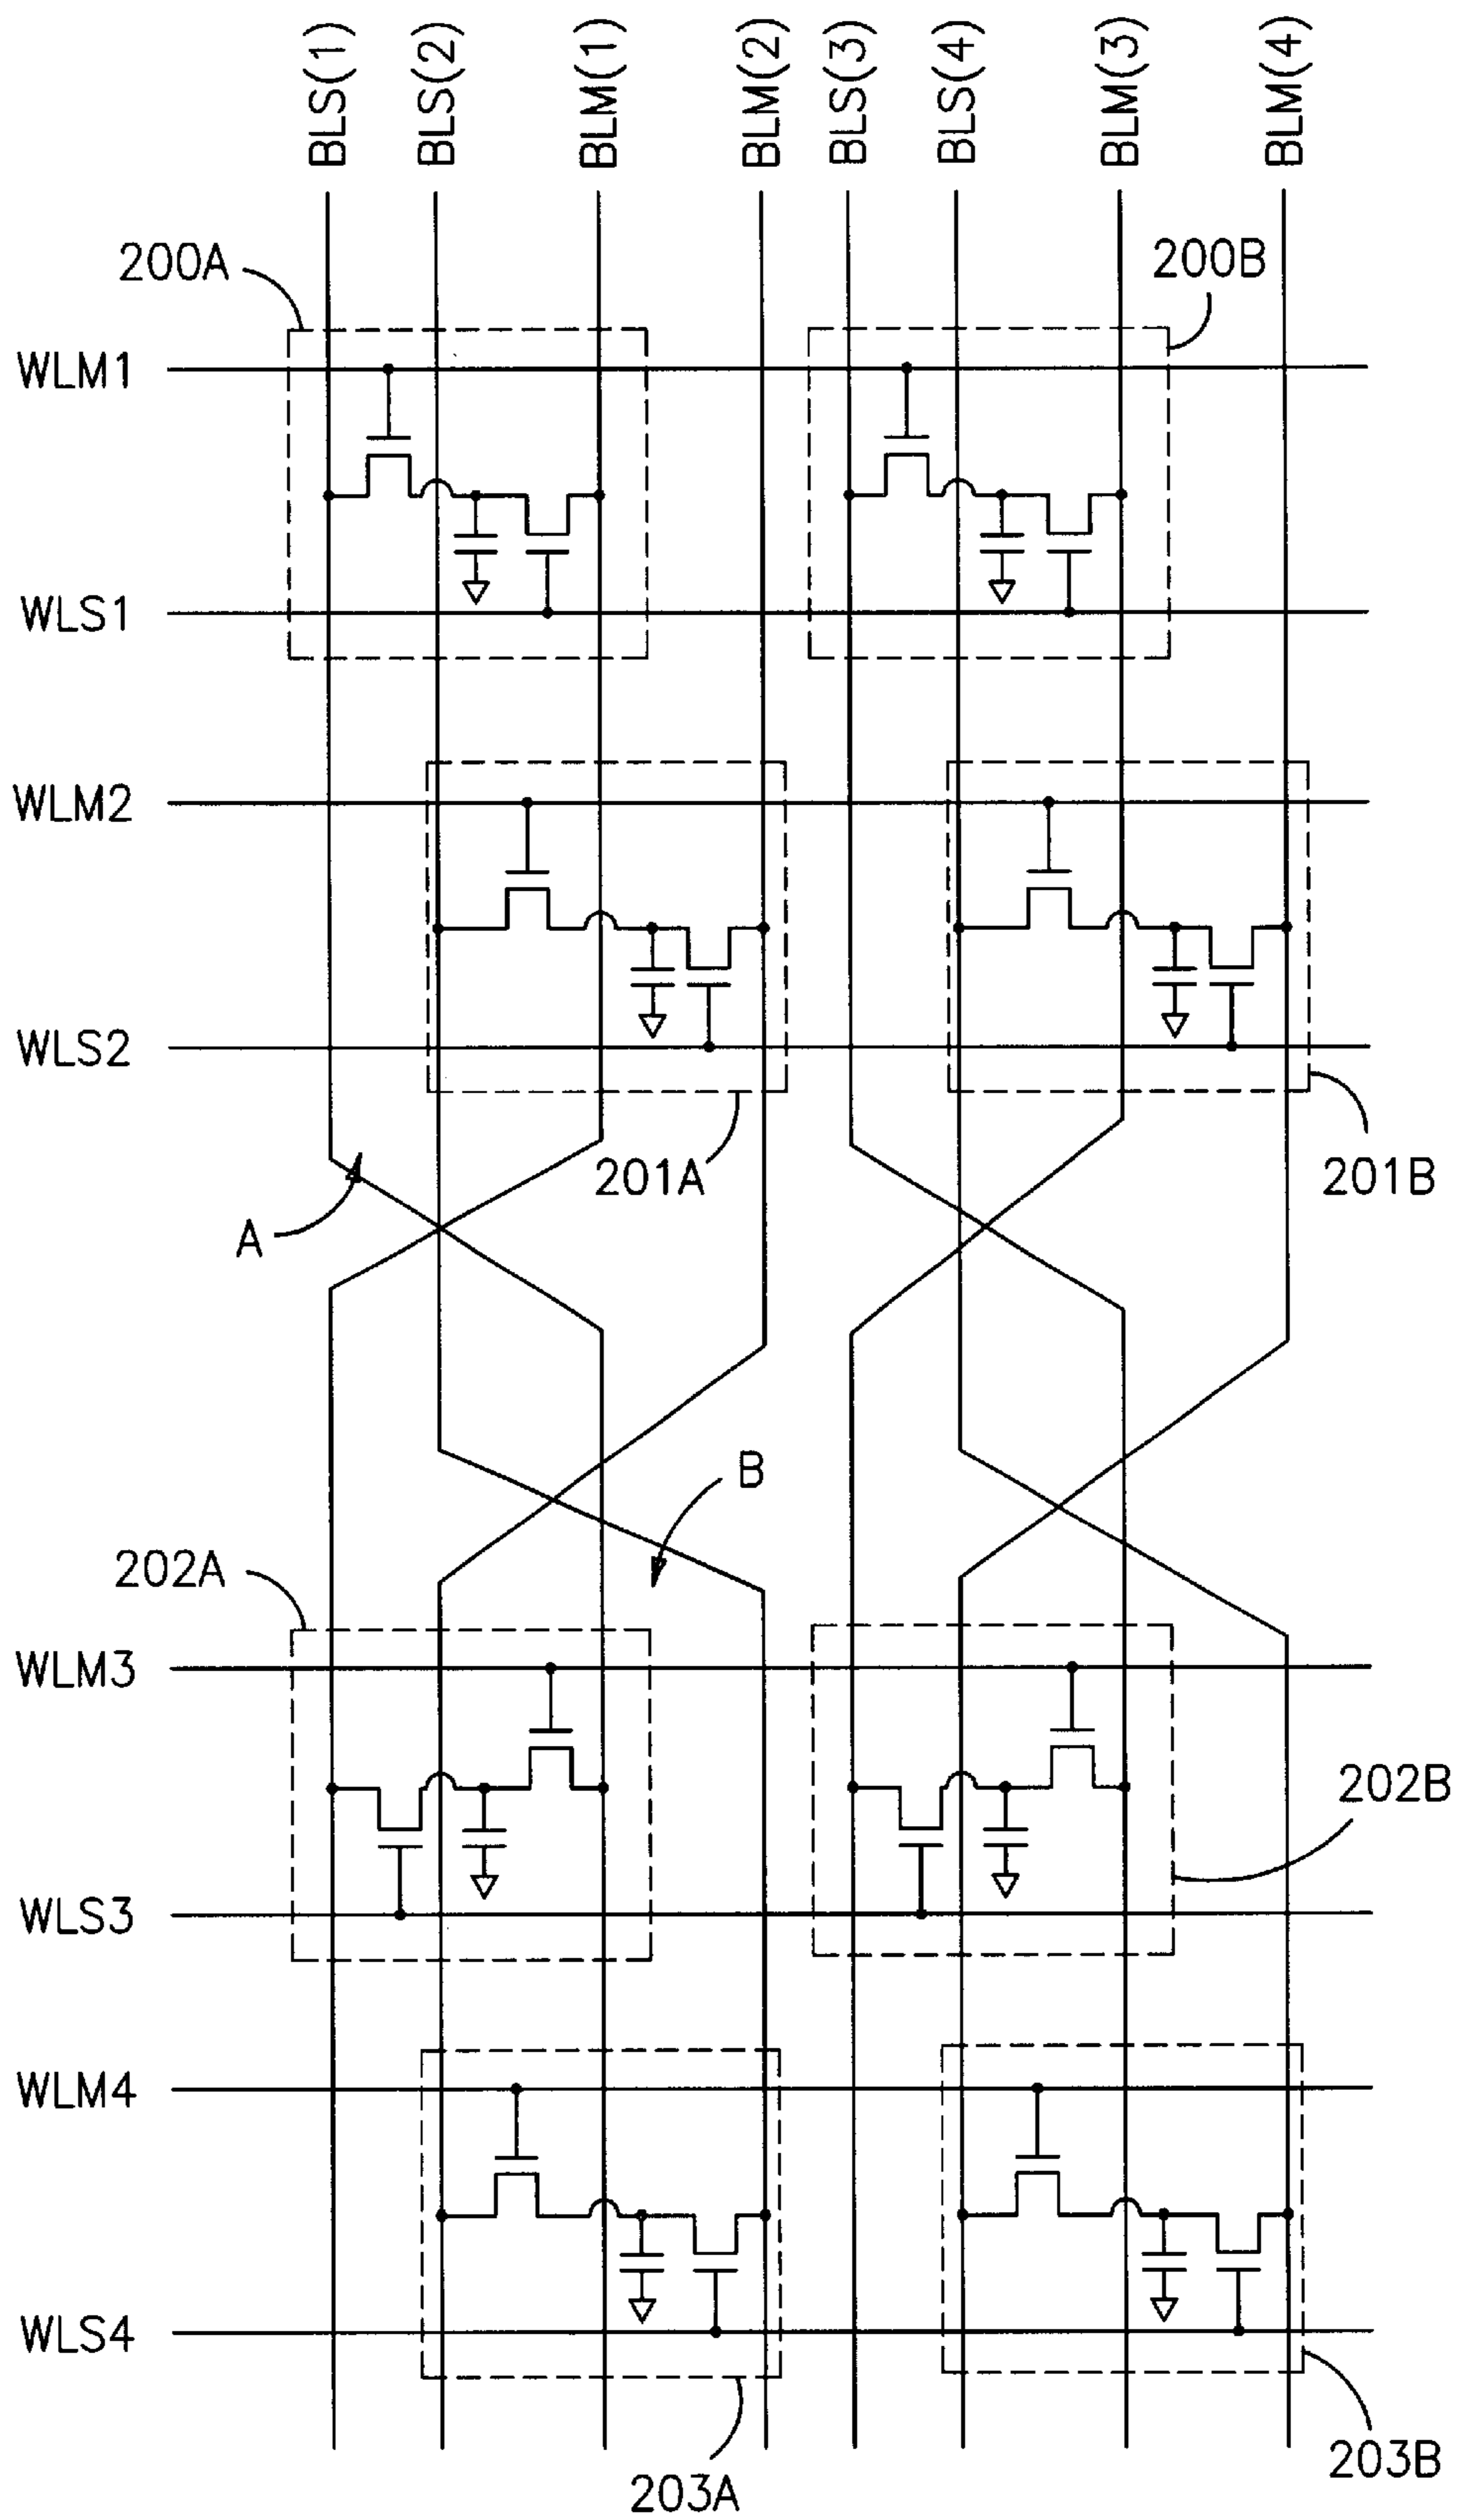 BLS(1)
BLS(2)
BLM(1)
BLM(2)
BLS(3)
BLS(4)
BLM(3)
BLM(4)
200A
200B
WLM1
WLS1
WLM2
WLS2
201A
201B
A
B
202A
WLM3
202B
WLS3
WLM4
WLS4
203A
203B